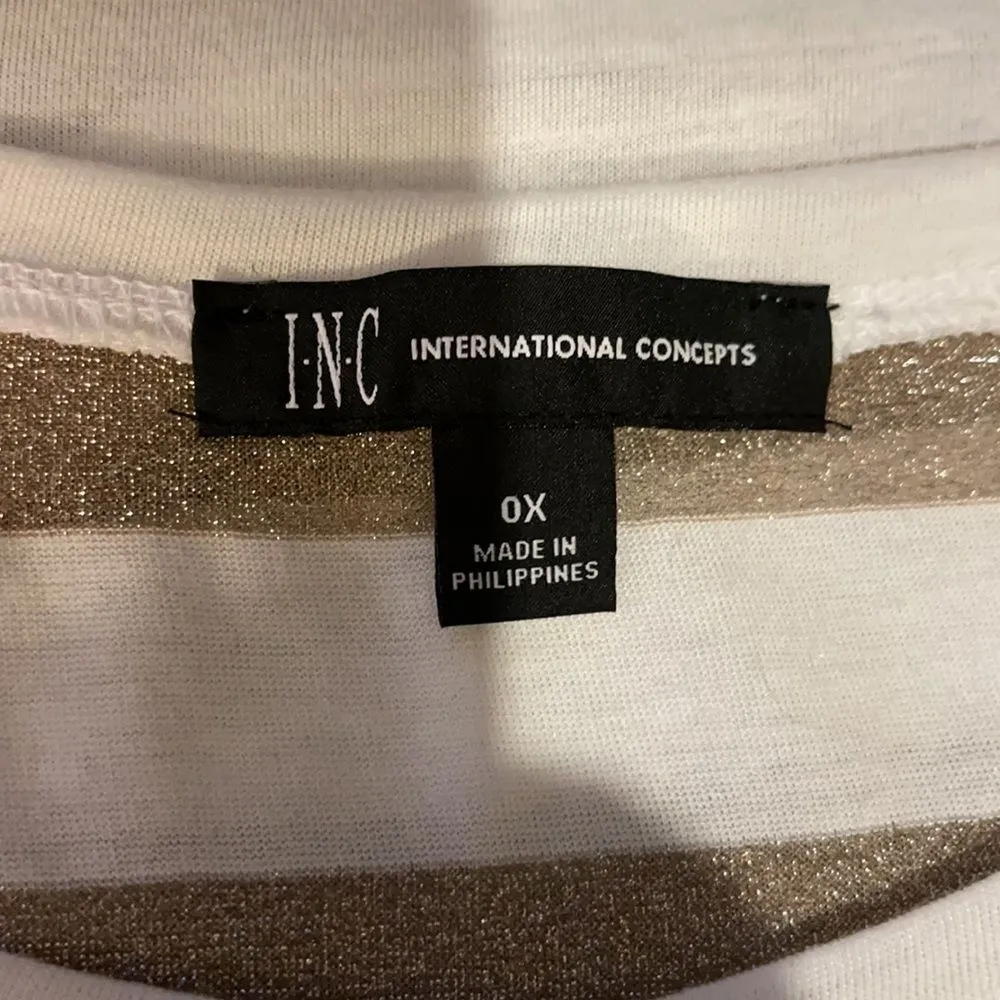 I·N·C INTERNATIONAL CONCEPTS
0X
MADE IN
PHILIPPINES